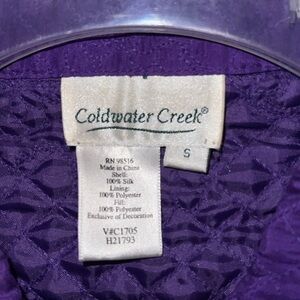 Coldwater Creek®
S
RN 98516
Made in China
Shell:
100% Silk
Lining:
100% Polyester
Fill:
100% Polyester
Exclusive of Decoration
V#C1705
H21793